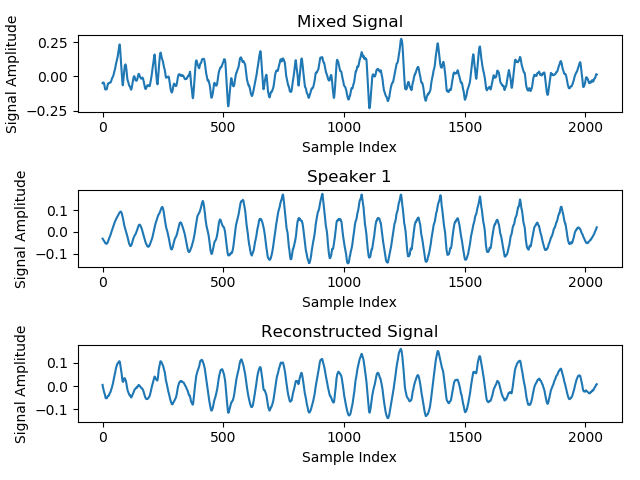 Mixed Signal
Signal Amplitude
0.25
0.00
−0.25
0 500 1000 1500 2000
Sample Index
Speaker 1
Signal Amplitude
0.1
0.0
−0.1
0 500 1000 1500 2000
Sample Index
Reconstructed Signal
Signal Amplitude
0.1
0.0
−0.1
0 500 1000 1500 2000
Sample Index